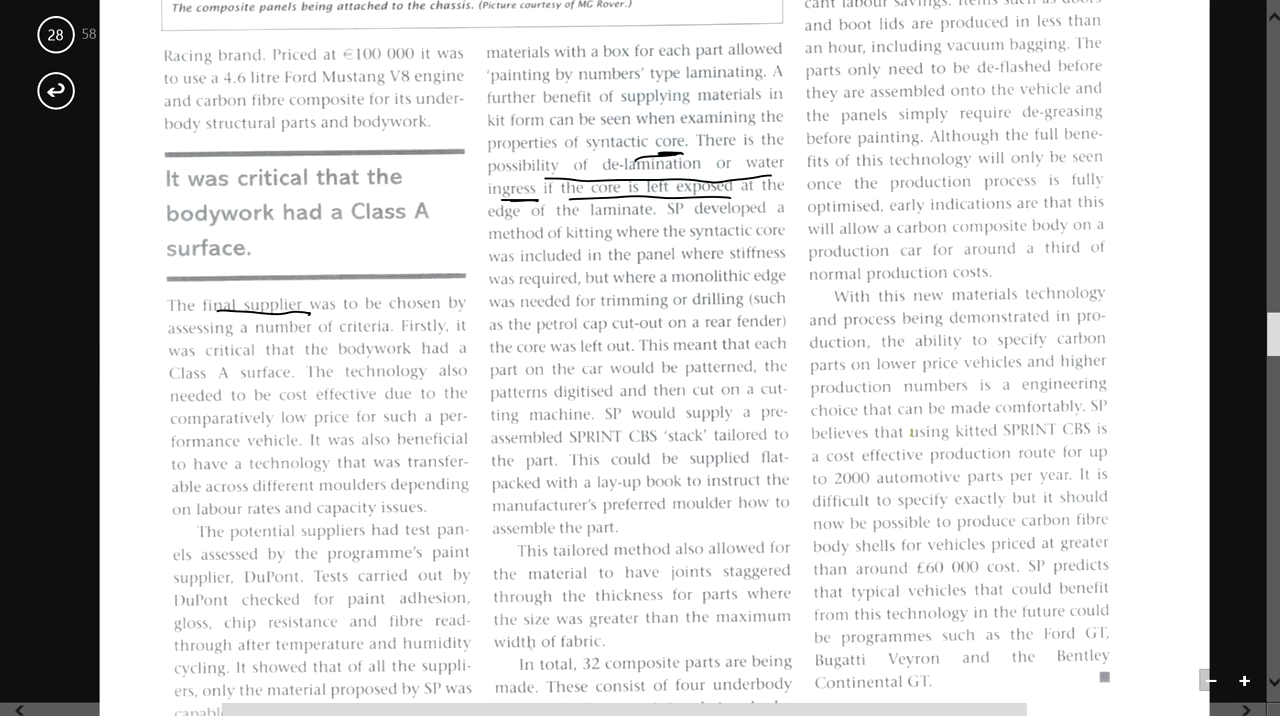 28
58
The composite panels being attached to the chassis. (Picture courtesy of MG Rover.)
Racing brand. Priced at €100 000 it was
to use a 4.6 litre Ford Mustang V8 engine
and carbon fibre composite for its under-
body structural parts and bodywork.
It was critical that the
bodywork had a Class A
surface.
The final supplier was to be chosen by
assessing a number of criteria. Firstly, it
was critical that the bodywork had a
Class A surface. The technology also
needed to be cost effective due to the
comparatively low price for such a per-
formance vehicle. It was also beneficial
to have a technology that was transfer-
able across different moulders depending
on labour rates and capacity issues.
The potential suppliers had test pan-
els assessed by the programme's paint
supplier, DuPont. Tests carried out by
DuPont checked for paint adhesion,
gloss, chip resistance and fibre read-
through after temperature and humidity
cycling. It showed that of all the suppli-
ers, only the material proposed by SP was
materials with a box for each part allowed
'painting by numbers' type laminating. A
further benefit of supplying materials in
kit form can be seen when examining the
properties of syntactic core. There is the
possibility of de-lamination or water
ingress if the core is left exposed at the
edge of the laminate. SP developed a
method of kitting where the syntactic core
was included in the panel where stiffness
was required, but where a monolithic edge
was needed for trimming or drilling (such
as the petrol cap cut-out on a rear fender)
the core was left out. This meant that each
part on the car would be patterned, the
patterns digitised and then cut on a cut-
ting machine. SP would supply a pre-
assembled SPRINT CBS 'stack' tailored to
the part. This could be supplied flat-
packed with a lay-up book to instruct the
manufacturer's preferred moulder how to
assemble the part.
This tailored method also allowed for
the material to have joints staggered
through the thickness for parts where
the size was greater than the maximum
width of fabric.
In total, 32 composite parts are being
made. These consist of four underbody
cant labour savings. Items such as doors
and boot lids are produced in less than
an hour, including vacuum bagging. The
parts only need to be de-flashed before
they are assembled onto the vehicle and
the panels simply require de-greasing
before painting. Although the full bene-
fits of this technology will only be seen
once the production process is fully
optimised, early indications are that this
will allow a carbon composite body on a
production car for around a third of
normal production costs.
With this new materials technology
and process being demonstrated in pro-
duction, the ability to specify carbon
parts on lower price vehicles and higher
production numbers is a engineering
choice that can be made comfortably. SP
believes that using kitted SPRINT CBS is
a cost effective production route for up
to 2000 automotive parts per year. It is
difficult to specify exactly but it should
now be possible to produce carbon fibre
body shells for vehicles priced at greater
than around £60 000 cost. SP predicts
that typical vehicles that could benefit
from this technology in the future could
be programmes such as the Ford GT,
Bugatti Veyron and the Bentley
Continental GT.